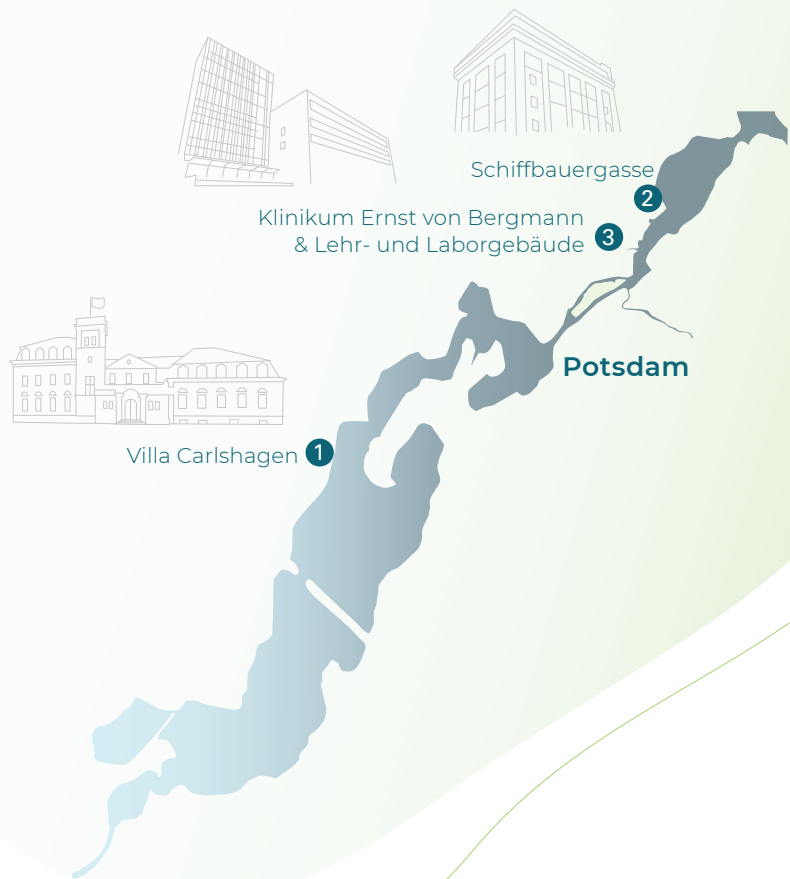 Schiffbauergasse
2
Klinikum Ernst von Bergmann
& Lehr- und Laborgebäude
3
Potsdam
Villa Carlshagen
1